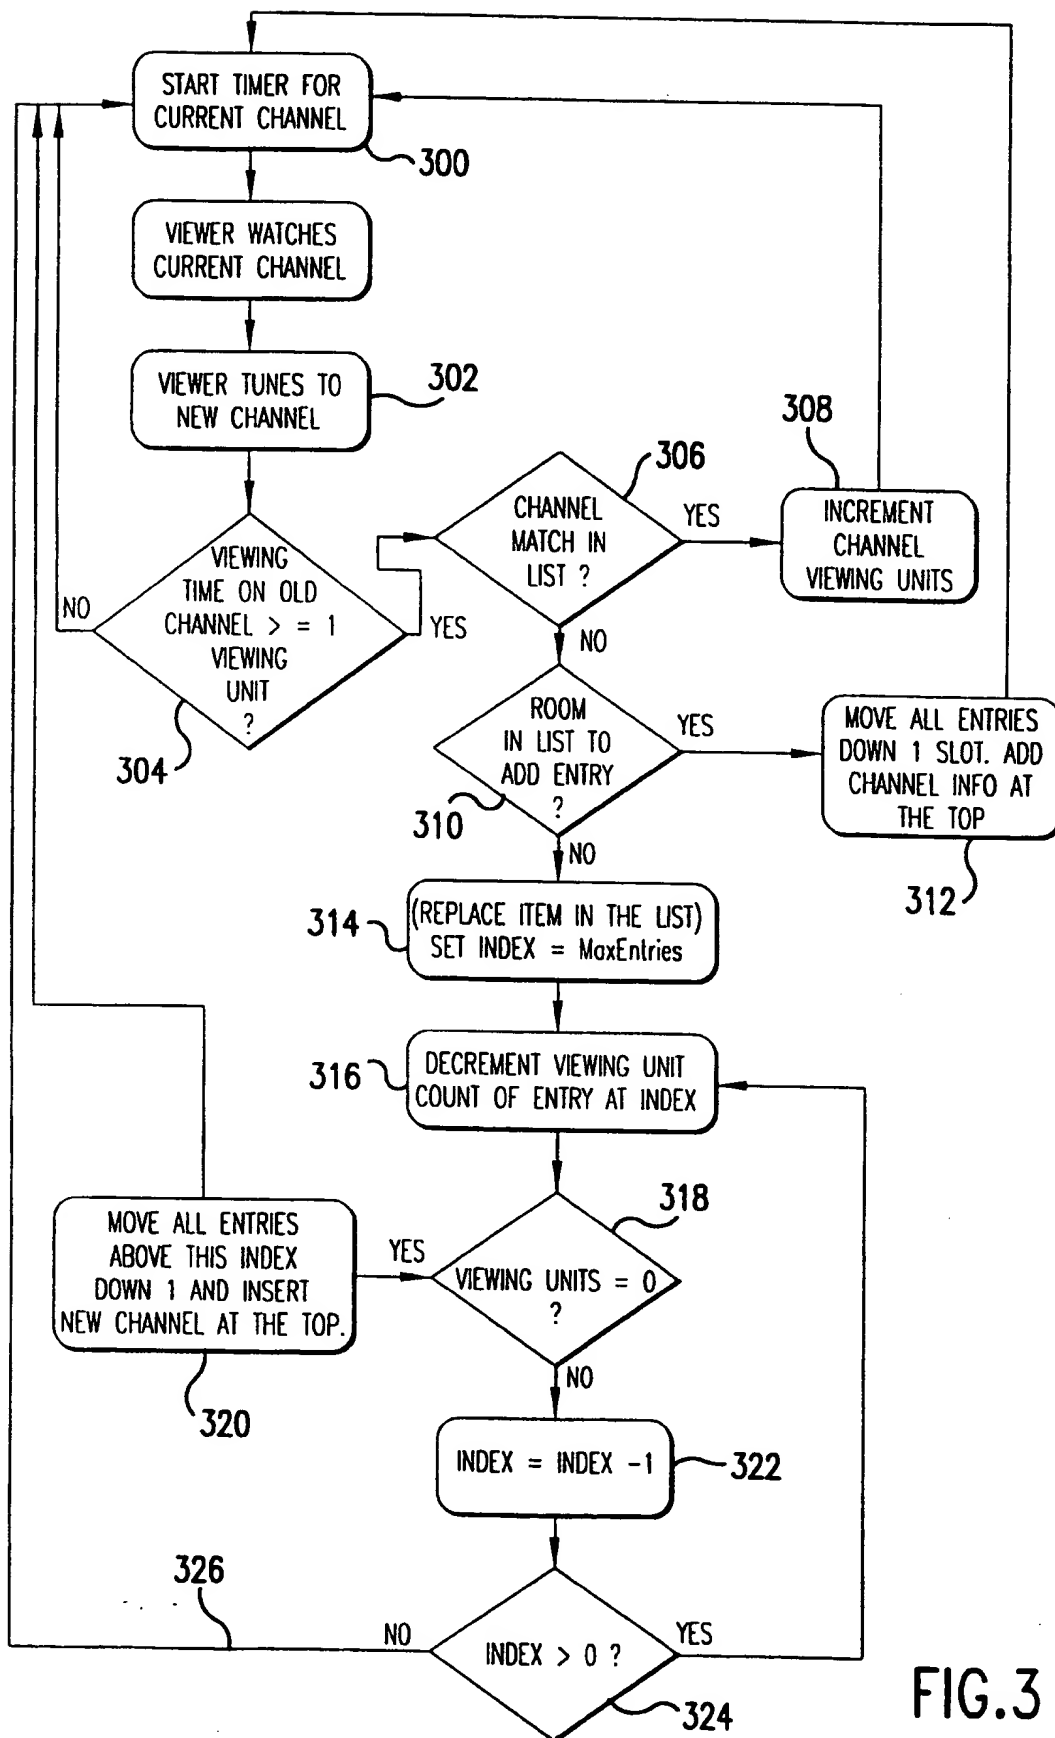 START TIMER FOR
CURRENT CHANNEL
300
VIEWER WATCHES
CURRENT CHANNEL
VIEWER TUNES TO
NEW CHANNEL
302
VIEWING
TIME ON OLD
CHANNEL > = 1
VIEWING
UNIT
?
NO
YES
304
CHANNEL
MATCH IN
LIST ?
306
YES
NO
INCREMENT
CHANNEL
VIEWING UNITS
308
ROOM
IN LIST TO
ADD ENTRY
?
310
YES
NO
MOVE ALL ENTRIES
DOWN 1 SLOT. ADD
CHANNEL INFO AT
THE TOP
312
(REPLACE ITEM IN THE LIST)
SET INDEX = MaxEntries
314
DECREMENT VIEWING UNIT
COUNT OF ENTRY AT INDEX
316
VIEWING UNITS = 0
?
318
YES
NO
MOVE ALL ENTRIES
ABOVE THIS INDEX
DOWN 1 AND INSERT
NEW CHANNEL AT THE TOP.
320
INDEX = INDEX -1
322
INDEX > 0 ?
324
NO
YES
326
FIG.3